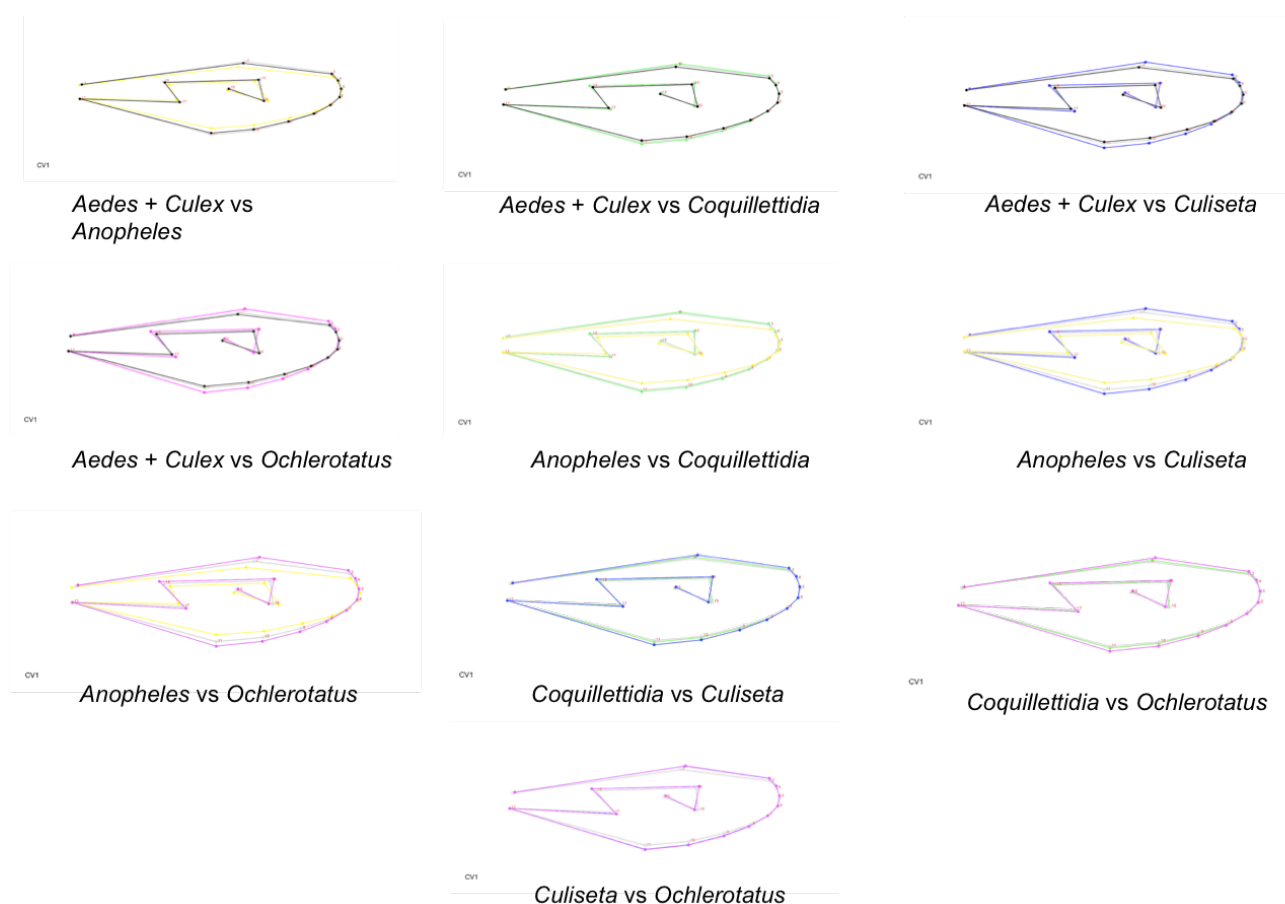 CV1
Aedes + Culex vs
Anopheles
Aedes + Culex vs Coquillettidia
CV1
Aedes + Culex vs Culiseta
CV1
Aedes + Culex vs Ochlerotatus
CV1
Anopheles vs Coquillettidia
CV1
Anopheles vs Culiseta
CV1
Anopheles vs Ochlerotatus
CV1
Coquillettidia vs Culiseta
CV1
Coquillettidia vs Ochlerotatus
CV1
Culiseta vs Ochlerotatus